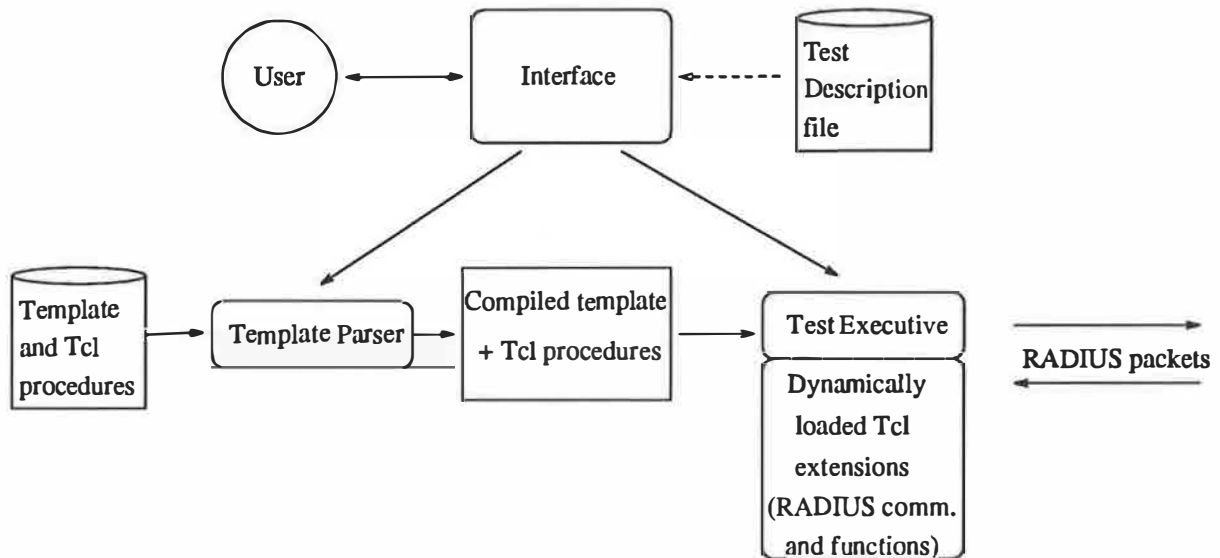 User
Interface
Test
Description
file
Template
and Tcl
procedures
Template Parser
Compiled template
+ Tcl procedures
Test Executive
Dynamically
loaded Tcl
extensions
(RADIUS comm.
and functions)
RADIUS packets